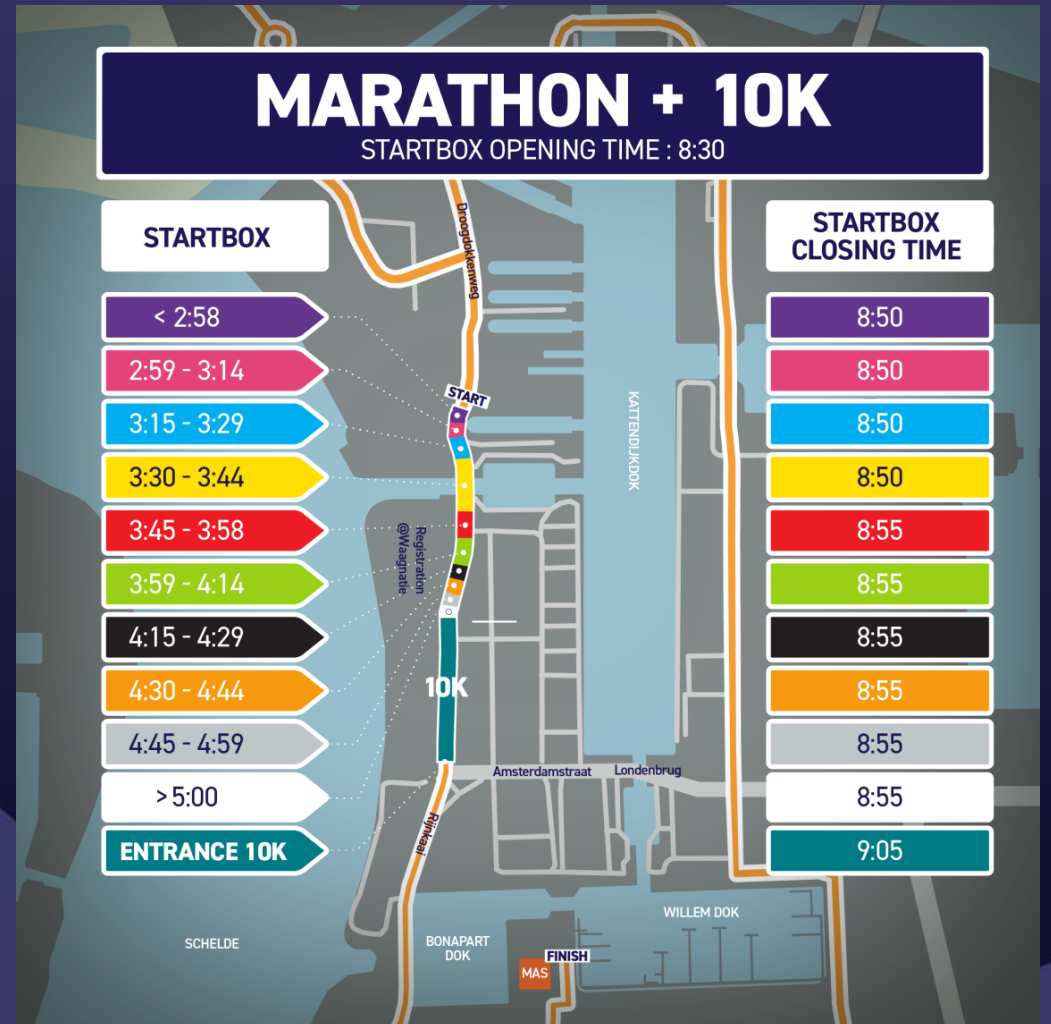 MARATHON + 10K
STARTBOX OPENING TIME : 8:30
STARTBOX
STARTBOX
CLOSING TIME
< 2:58
8:50
2:59 - 3:14
8:50
3:15 - 3:29
8:50
3:30 - 3:44
8:50
3:45 - 3:58
8:55
3:59 - 4:14
8:55
4:15 - 4:29
8:55
4:30 - 4:44
8:55
4:45 - 4:59
8:55
> 5:00
8:55
ENTRANCE 10K
9:05
Droogdokkenweg
START
KATTENDIJKDOK
Registration
@Waagnatie
10K
Amsterdamstraat
Londenbrug
Rijnkaai
SCHELDE
BONAPART
DOK
WILLEM DOK
FINISH
MAS